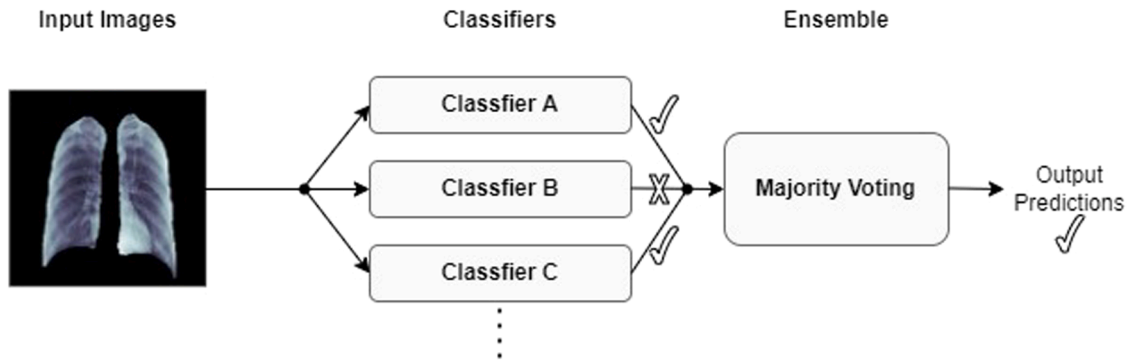 Input Images
Classifiers
Ensemble
Classfier A
Classfier B
X
Majority Voting
Output
Predictions
Classfier C